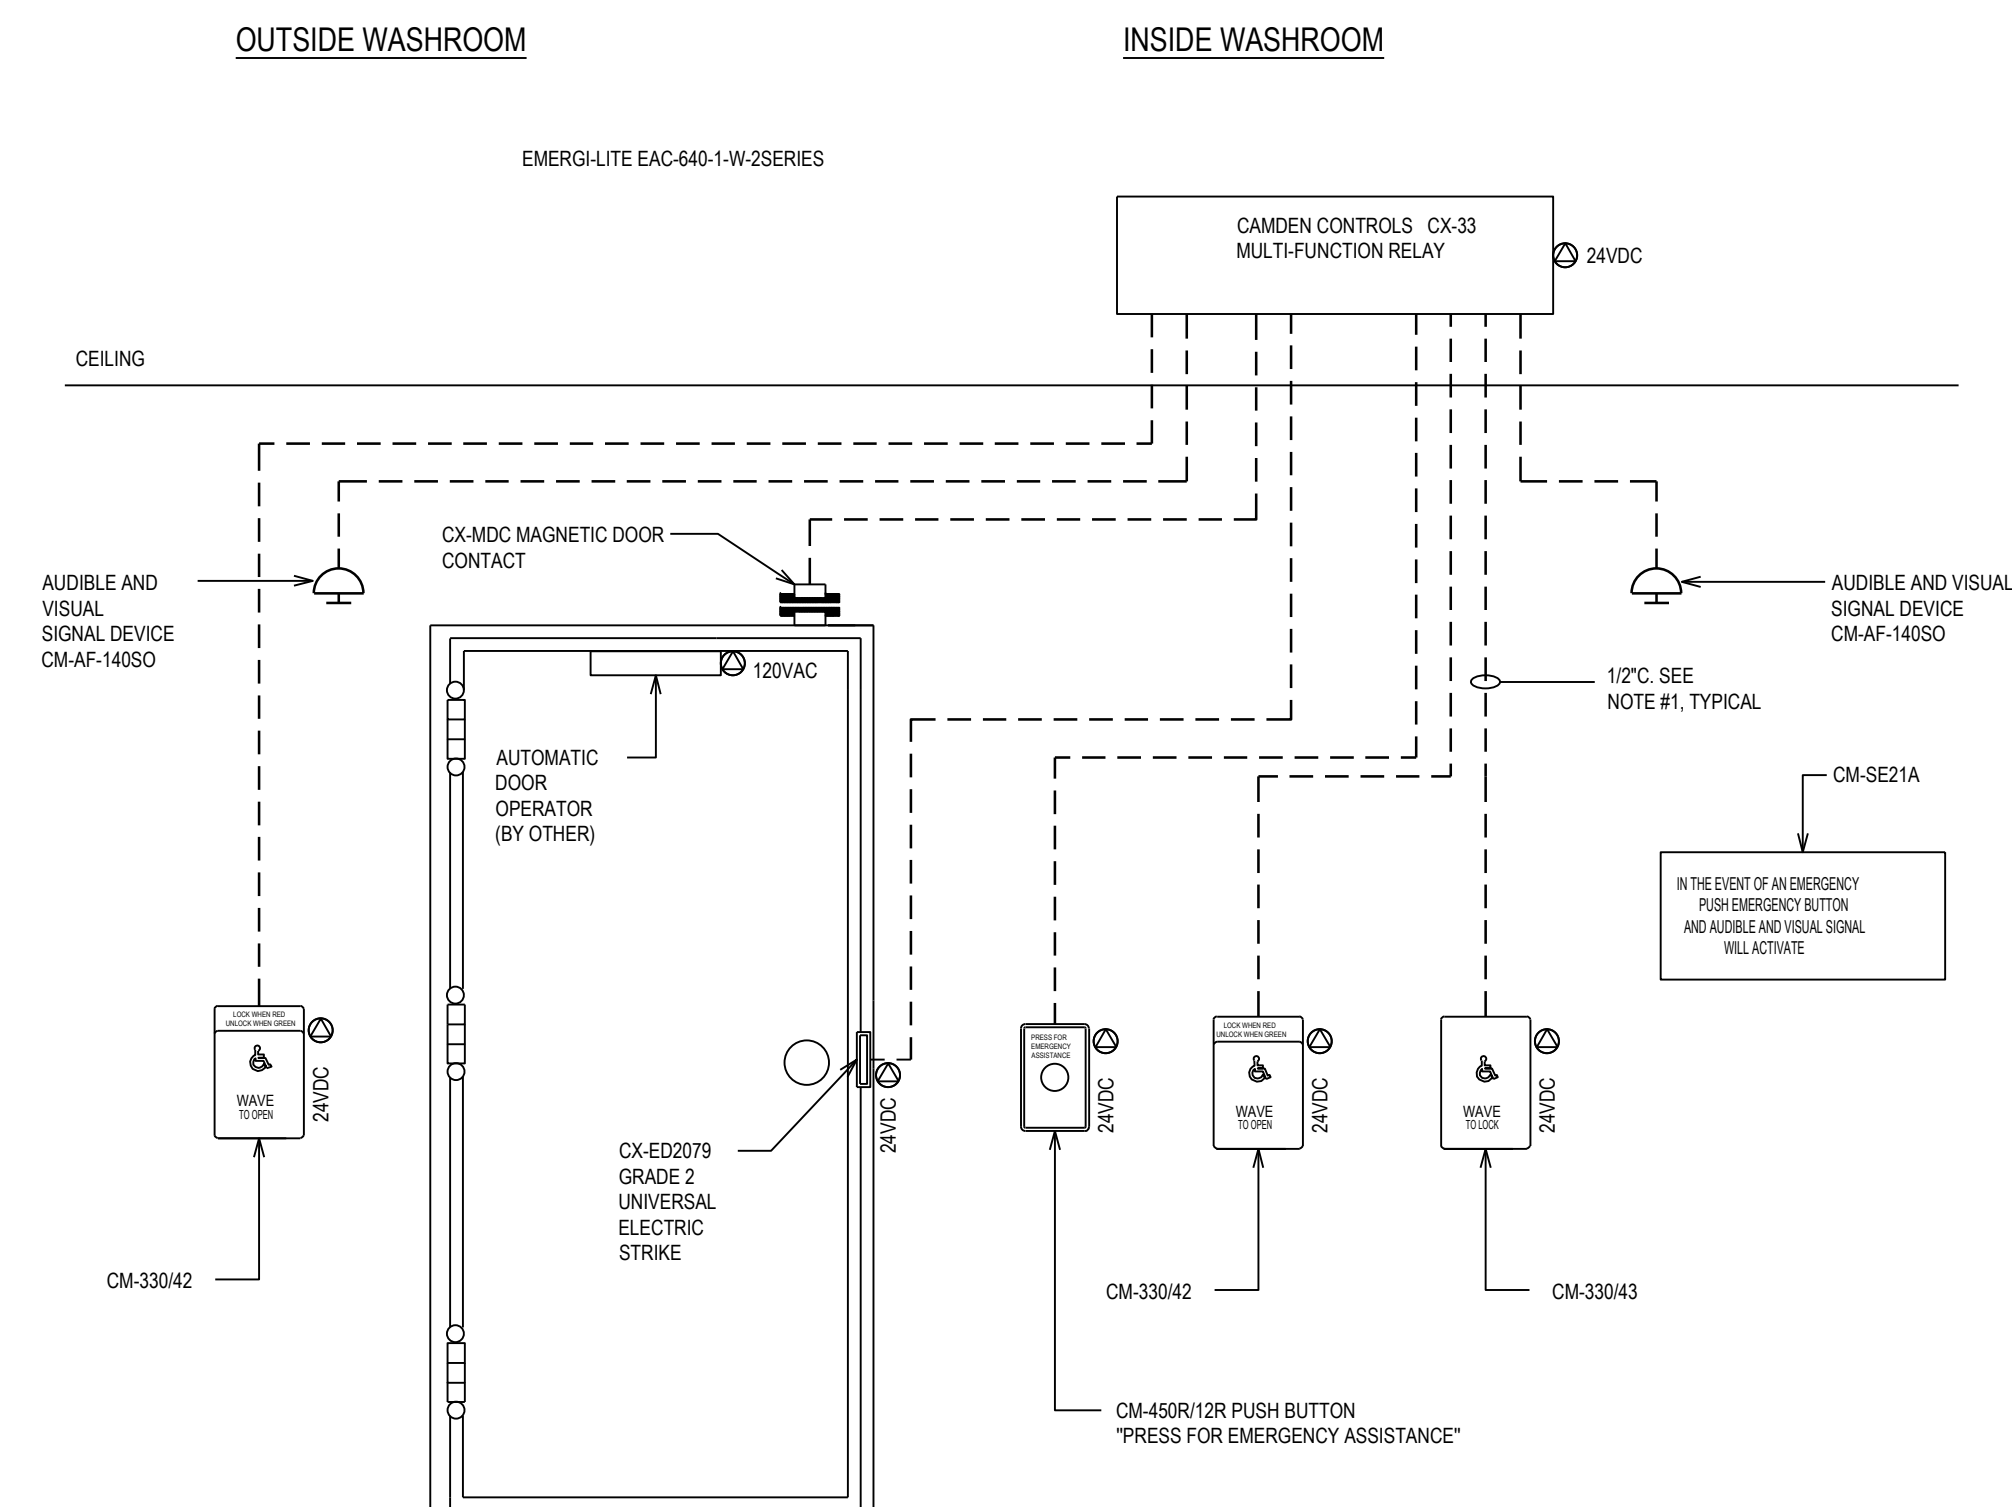 OUTSIDE WASHROOM
INSIDE WASHROOM
EMERGI-LITE EAC-640-1-W-2SERIES
CAMDEN CONTROLS CX-33
MULTI-FUNCTION RELAY
24VDC
CEILING
CX-MDC MAGNETIC DOOR
CONTACT
AUDIBLE AND
VISUAL
SIGNAL DEVICE
CM-AF-140SO
AUDIBLE AND VISUAL
SIGNAL DEVICE
CM-AF-140SO
120VAC
1/2"C. SEE
NOTE #1, TYPICAL
AUTOMATIC
DOOR
OPERATOR
(BY OTHER)
CM-SE21A
IN THE EVENT OF AN EMERGENCY
PUSH EMERGENCY BUTTON
AND AUDIBLE AND VISUAL SIGNAL
WILL ACTIVATE
LOCK WHEN RED
UNLOCK WHEN GREEN
WAVE
TO OPEN
24VDC
24VDC
PRESS FOR
EMERGENCY
ASSISTANCE
24VDC
LOCK WHEN RED
UNLOCK WHEN GREEN
WAVE
TO OPEN
24VDC
WAVE
TO LOCK
24VDC
CX-ED2079
GRADE 2
UNIVERSAL
ELECTRIC
STRIKE
CM-330/42
CM-330/42
CM-330/43
CM-450R/12R PUSH BUTTON
"PRESS FOR EMERGENCY ASSISTANCE"